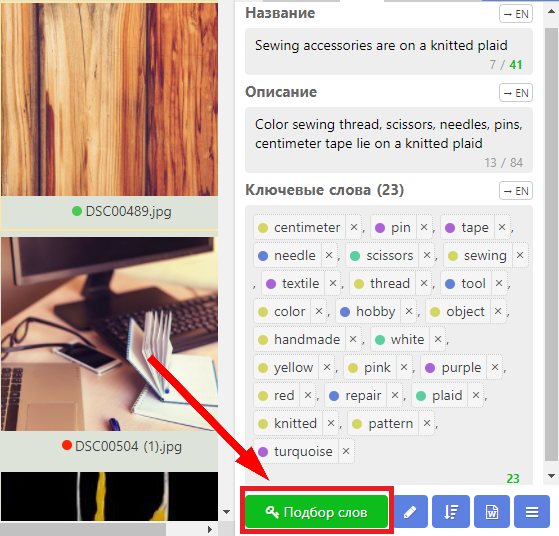 DSC00489.jpg
DSC00504 (1).jpg
Название → EN
Sewing accessories are on a knitted plaid
7 / 41
Описание → EN
Color sewing thread, scissors, needles, pins,
centimeter tape lie on a knitted plaid
13 / 84
Ключевые слова (23) → EN
centimeter ×, pin ×, tape ×,
needle ×, scissors ×, sewing ×
, textile ×, thread ×, tool ×,
color ×, hobby ×, object ×,
handmade ×, white ×,
yellow ×, pink ×, purple ×,
red ×, repair ×, plaid ×,
knitted ×, pattern ×,
turquoise ×
23
Подбор слов